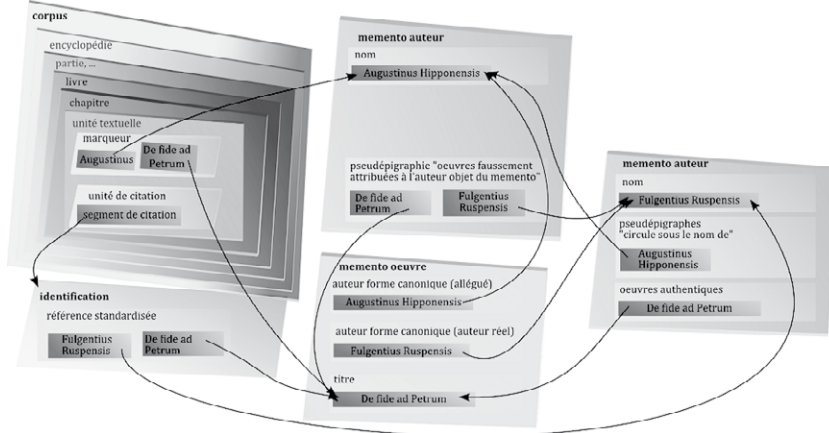 corpus
encyclopédie
partie, ...
livre
chapitre
unité textuelle
marqueur
Augustinus
De fide ad
Petrum
unité de citation
segment de citation
identification
référence standardisée
Fulgentius
Ruspensis
De fide ad
Petrum
memento auteur
nom
Augustinus Hipponensis
pseudépigraphie "oeuvres faussement
attribuées à l'auteur objet du memento"
De fide ad
Petrum
Fulgentius
Ruspensis
memento oeuvre
auteur forme canonique (allégué)
Augustinus Hipponensis
auteur forme canonique (auteur réel)
Fulgentius Ruspensis
titre
De fide ad Petrum
memento auteur
nom
Fulgentius Ruspensis
pseudépigraphes
"circule sous le nom de"
Augustinus
Hipponensis
oeuvres authentiques
De fide ad Petrum